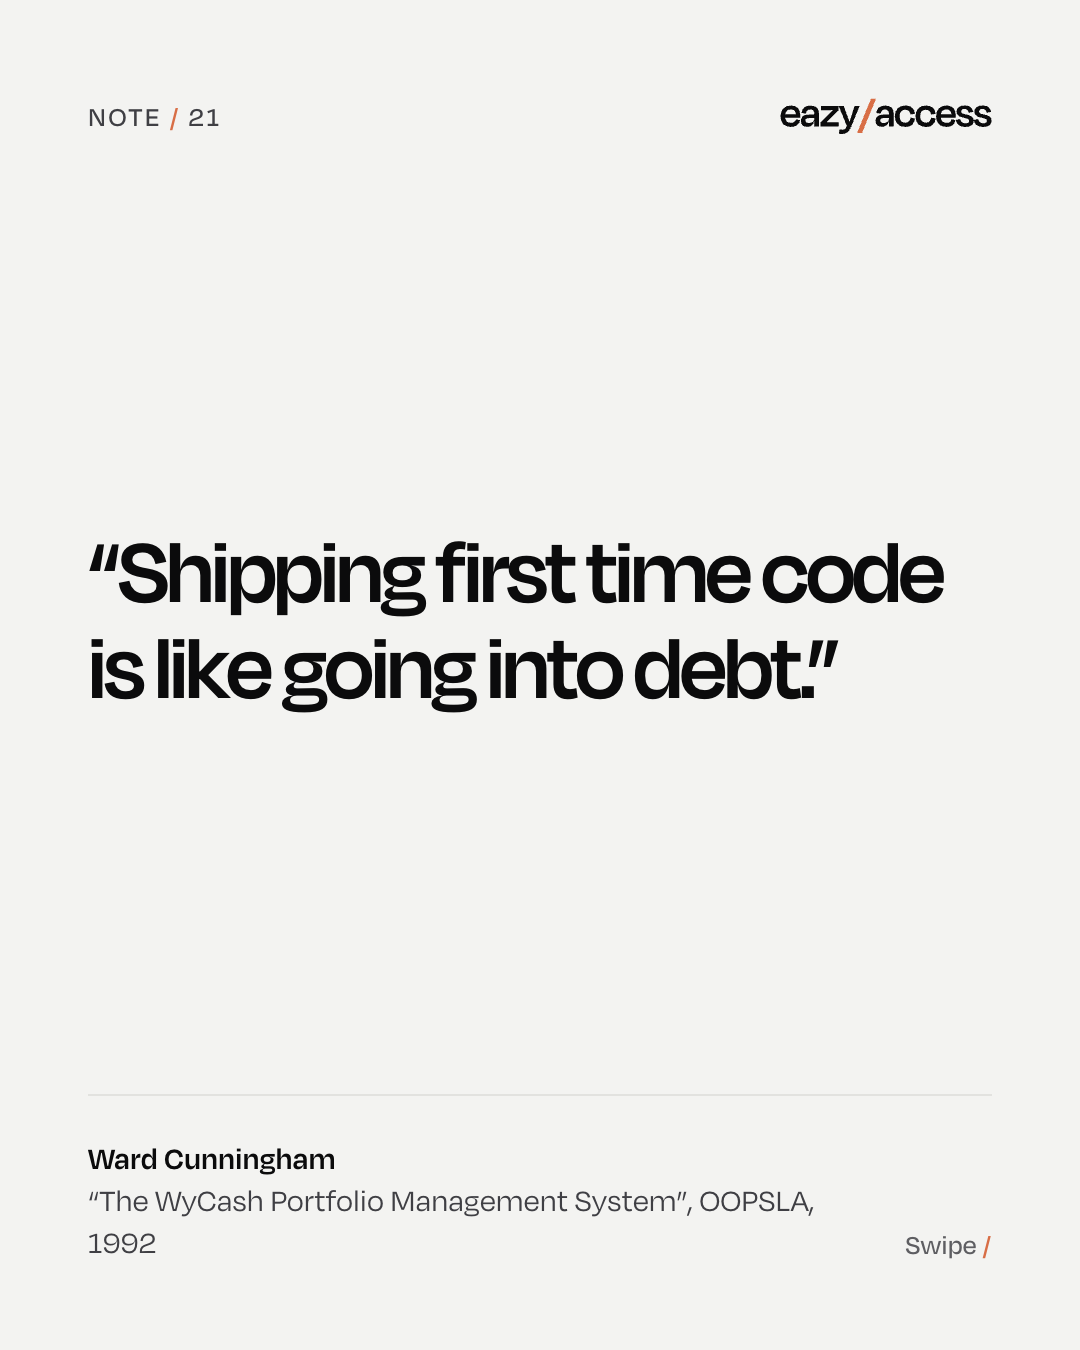 NOTE / 21
eazy/access
“Shipping first time code
is like going into debt.”
Ward Cunningham
“The WyCash Portfolio Management System”, OOPSLA,
1992
Swipe /